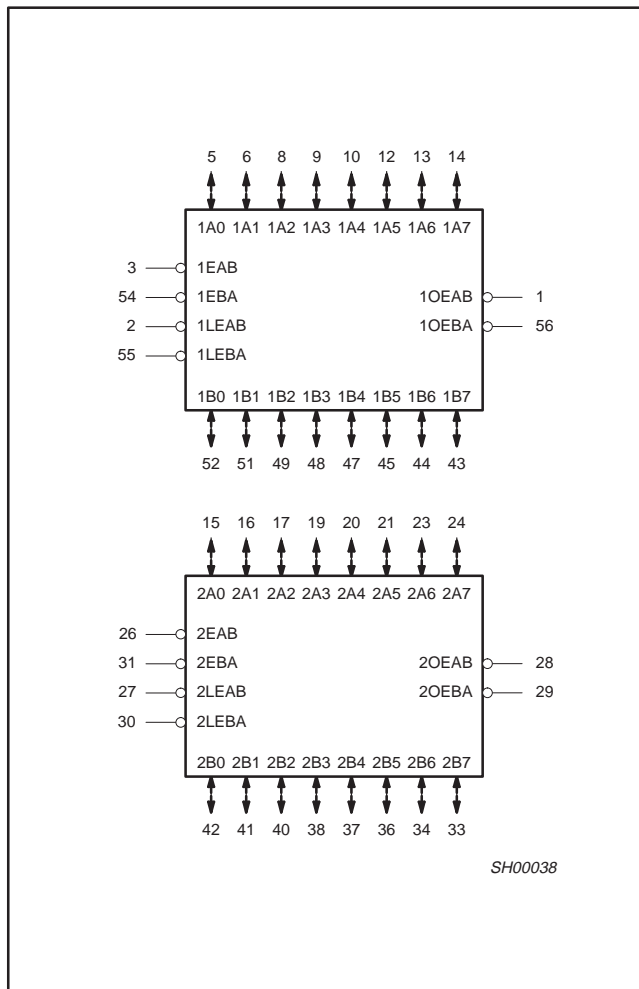 5 6 8 9 10 12 13 14
1A0 1A1 1A2 1A3 1A4 1A5 1A6 1A7
3 1EAB
54 1EBA 1OEAB 1
2 1LEAB 1OEBA 56
55 1LEBA
1B0 1B1 1B2 1B3 1B4 1B5 1B6 1B7
52 51 49 48 47 45 44 43
15 16 17 19 20 21 23 24
2A0 2A1 2A2 2A3 2A4 2A5 2A6 2A7
26 2EAB
31 2EBA 2OEAB 28
27 2LEAB 2OEBA 29
30 2LEBA
2B0 2B1 2B2 2B3 2B4 2B5 2B6 2B7
42 41 40 38 37 36 34 33
SH00038